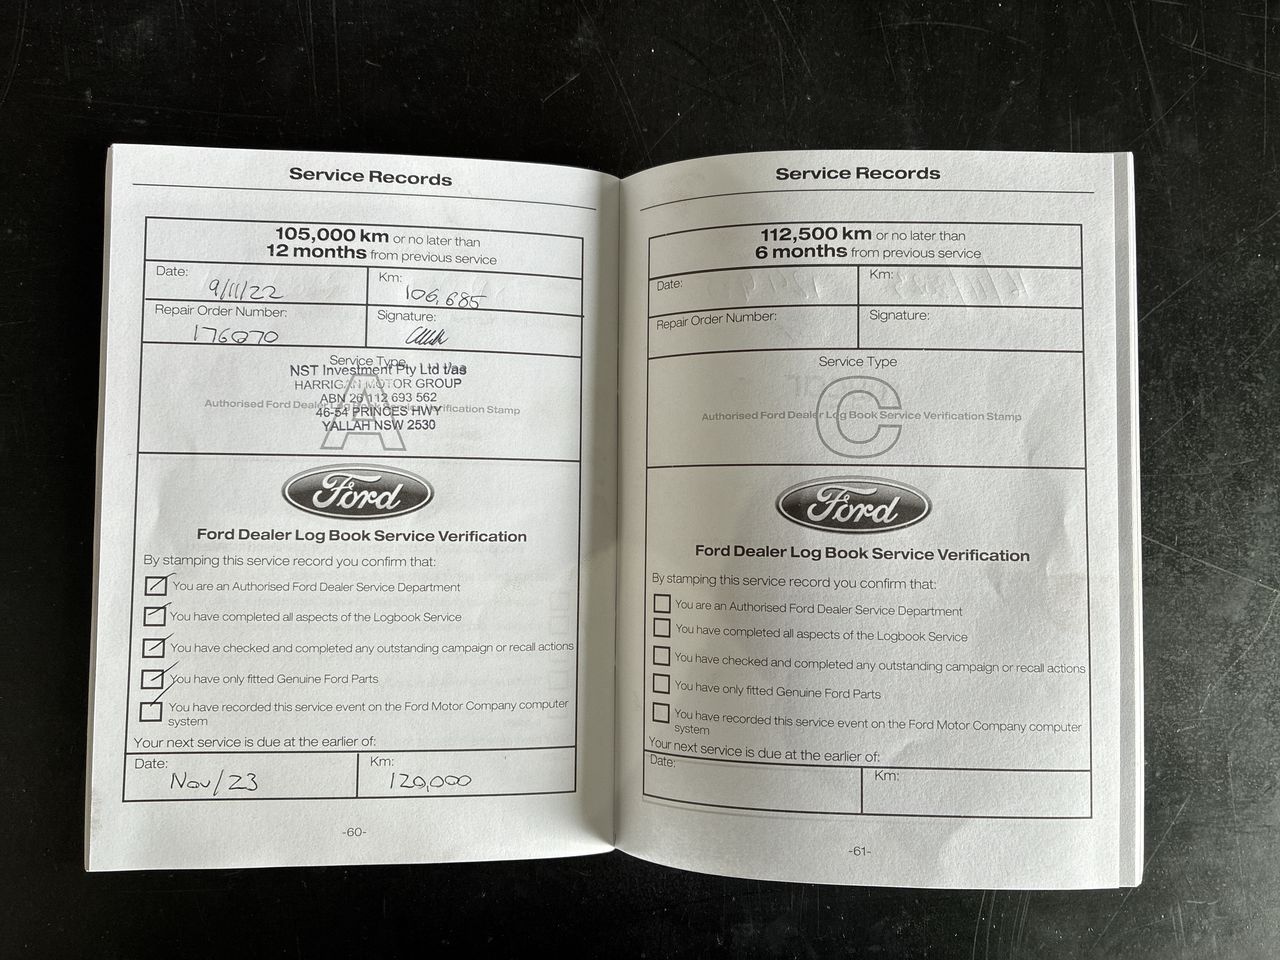 Service Records
105,000 km or no later than
12 months from previous service
Date:
9/11/22
Km:
106,685
Repair Order Number:
176070
Signature:
Service Type
NST Investment Pty Ltd t/as
HARRIGAN MOTOR GROUP
ABN 26 112 693 562
Authorised Ford Dealer Log Book Service Verification Stamp
46-54 PRINCES HWY
YALLAH NSW 2530
A
Ford
Ford Dealer Log Book Service Verification
By stamping this service record you confirm that:
You are an Authorised Ford Dealer Service Department
You have completed all aspects of the Logbook Service
You have checked and completed any outstanding campaign or recall actions
You have only fitted Genuine Ford Parts
You have recorded this service event on the Ford Motor Company computer
system
Your next service is due at the earlier of:
Date:
Nov/23
Km:
120,000
-60-
Service Records
112,500 km or no later than
6 months from previous service
Date:
Km:
Repair Order Number:
Signature:
Service Type
Authorised Ford Dealer Log Book Service Verification Stamp
C
Ford
Ford Dealer Log Book Service Verification
By stamping this service record you confirm that:
You are an Authorised Ford Dealer Service Department
You have completed all aspects of the Logbook Service
You have checked and completed any outstanding campaign or recall actions
You have only fitted Genuine Ford Parts
You have recorded this service event on the Ford Motor Company computer
system
Your next service is due at the earlier of:
Date:
Km:
-61-